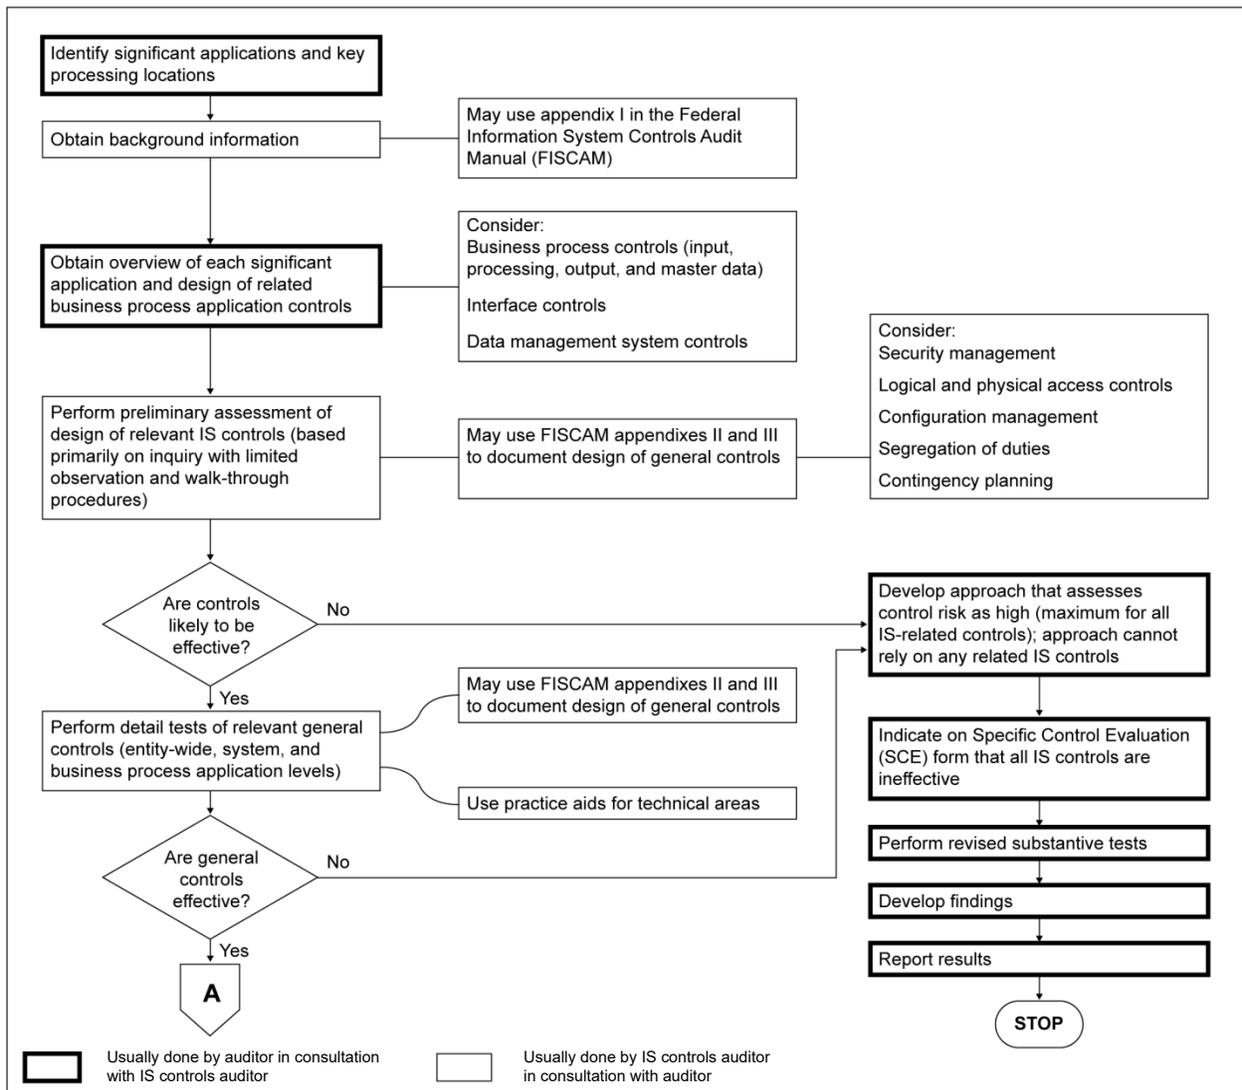 Identify significant applications and key
processing locations
Obtain background information
May use appendix I in the Federal
Information System Controls Audit
Manual (FISCAM)
Obtain overview of each significant
application and design of related
business process application controls
Consider:
Business process controls (input,
processing, output, and master data)
Interface controls
Data management system controls
Perform preliminary assessment of
design of relevant IS controls (based
primarily on inquiry with limited
observation and walk-through
procedures)
May use FISCAM appendixes II and III
to document design of general controls
Consider:
Security management
Logical and physical access controls
Configuration management
Segregation of duties
Contingency planning
Are controls
likely to be
effective?
No
Yes
Develop approach that assesses
control risk as high (maximum for all
IS-related controls); approach cannot
rely on any related IS controls
Perform detail tests of relevant general
controls (entity-wide, system, and
business process application levels)
May use FISCAM appendixes II and III
to document design of general controls
Use practice aids for technical areas
Indicate on Specific Control Evaluation
(SCE) form that all IS controls are
ineffective
Are general
controls
effective?
No
Yes
A
Perform revised substantive tests
Develop findings
Report results
STOP
Usually done by auditor in consultation
with IS controls auditor
Usually done by IS controls auditor
in consultation with auditor